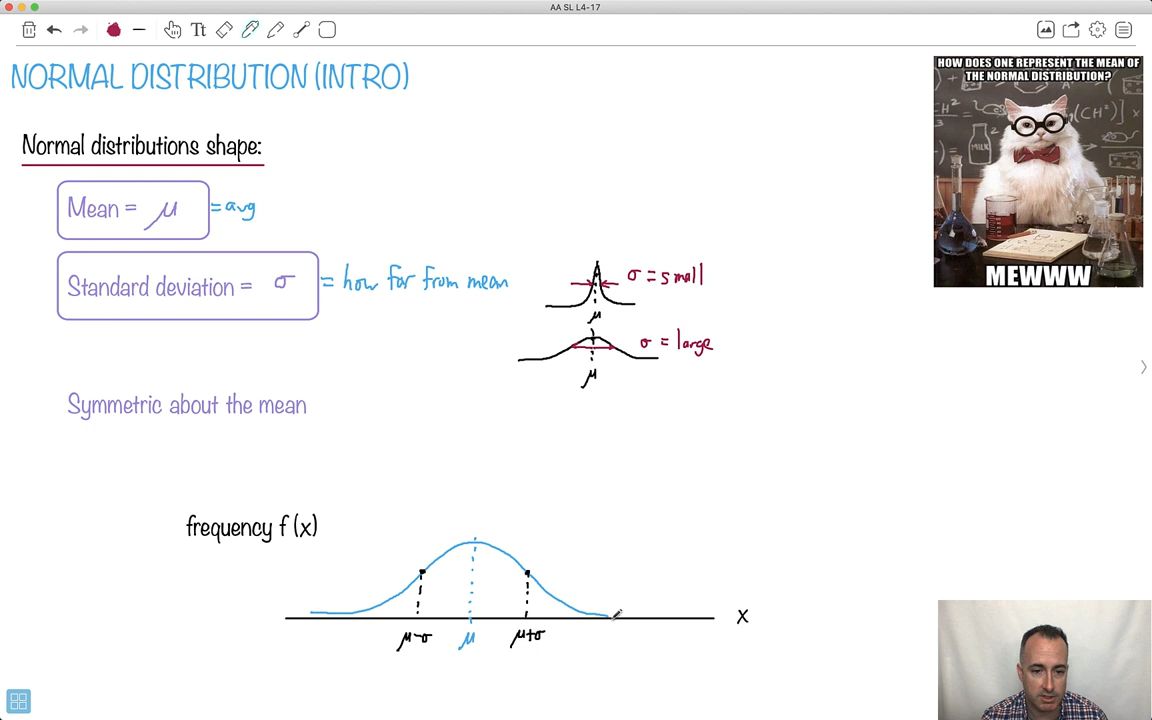 AA SL L4-17
Tt
NORMAL DISTRIBUTION (INTRO)
HOW DOES ONE REPRESENT THE MEAN OF
THE NORMAL DISTRIBUTION?
MEWWW
Normal distributions shape:
Mean = μ = avg
Standard deviation = σ = how far from mean
σ = small
μ
σ = large
μ
Symmetric about the mean
frequency f (x)
x
μ-σ μ μ+σ